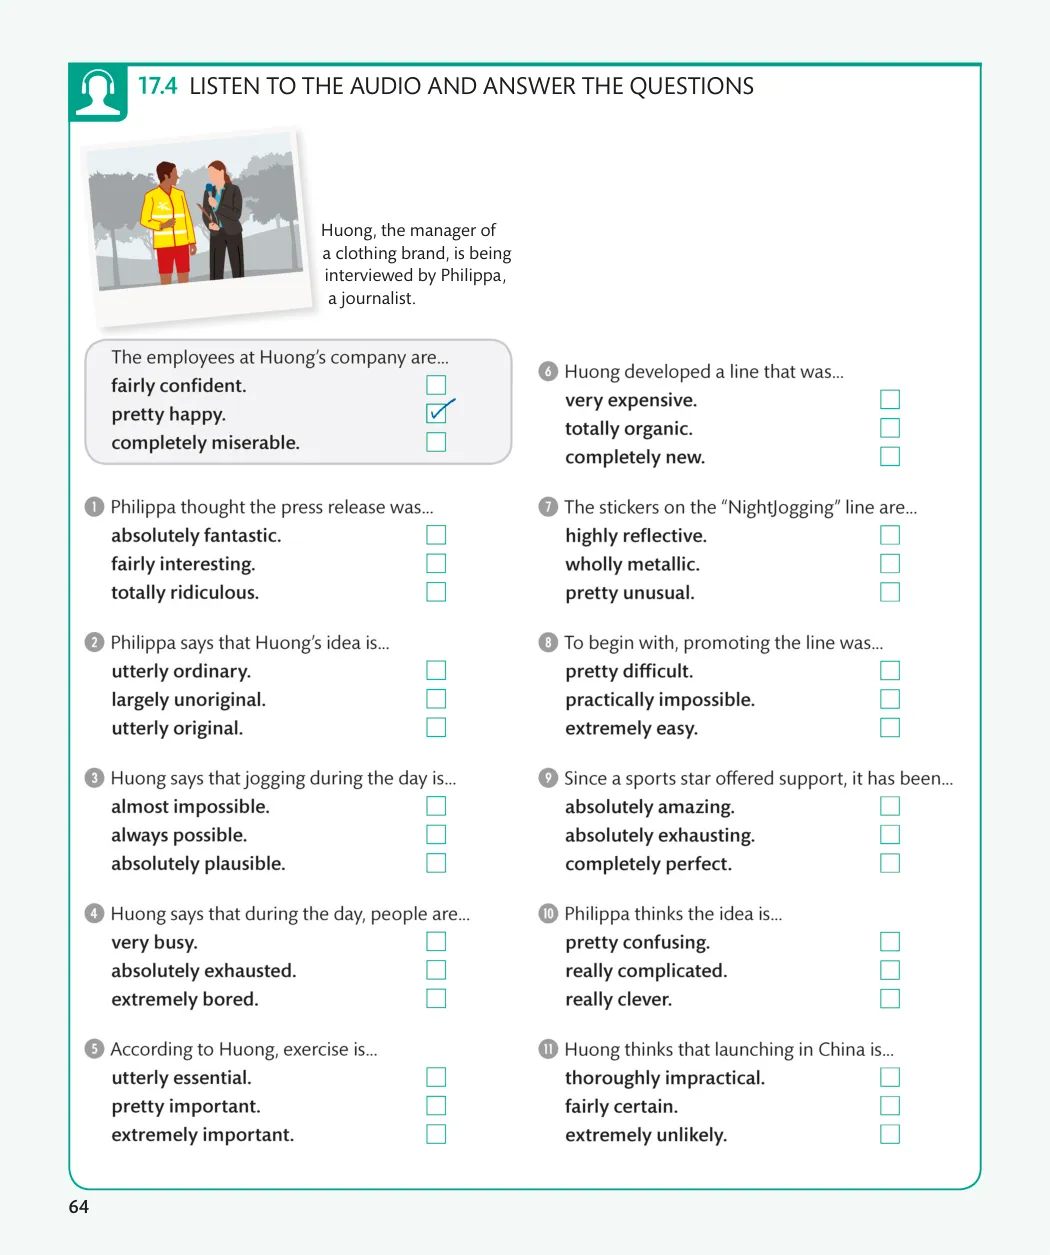 17.4 LISTEN TO THE AUDIO AND ANSWER THE QUESTIONS
Huong, the manager of
a clothing brand, is being
interviewed by Philippa,
a journalist.
The employees at Huong’s company are...
fairly confident.
pretty happy.
completely miserable.
1 Philippa thought the press release was...
absolutely fantastic.
fairly interesting.
totally ridiculous.
2 Philippa says that Huong’s idea is...
utterly ordinary.
largely unoriginal.
utterly original.
3 Huong says that jogging during the day is...
almost impossible.
always possible.
absolutely plausible.
4 Huong says that during the day, people are...
very busy.
absolutely exhausted.
extremely bored.
5 According to Huong, exercise is...
utterly essential.
pretty important.
extremely important.
6 Huong developed a line that was...
very expensive.
totally organic.
completely new.
7 The stickers on the “NightJogging” line are...
highly reflective.
wholly metallic.
pretty unusual.
8 To begin with, promoting the line was...
pretty difficult.
practically impossible.
extremely easy.
9 Since a sports star offered support, it has been...
absolutely amazing.
absolutely exhausting.
completely perfect.
10 Philippa thinks the idea is...
pretty confusing.
really complicated.
really clever.
11 Huong thinks that launching in China is...
thoroughly impractical.
fairly certain.
extremely unlikely.
64